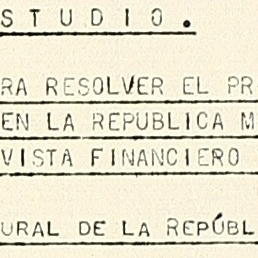 STUDIO.
RA RESOLVER EL PR
EN LA REPUBLICA M
VISTA FINANCIERO
URAL DE LA REPÚBL